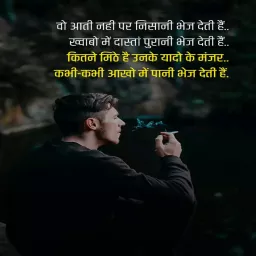 वो आती नही पर निसानी भेज देती हैं..
ख्वाबो में दास्तां पुरानी भेज देती हैं..
कितने मिठे है उनके यादो के मंजर..
कभी-कभी आखो में पानी भेज देती हैं.